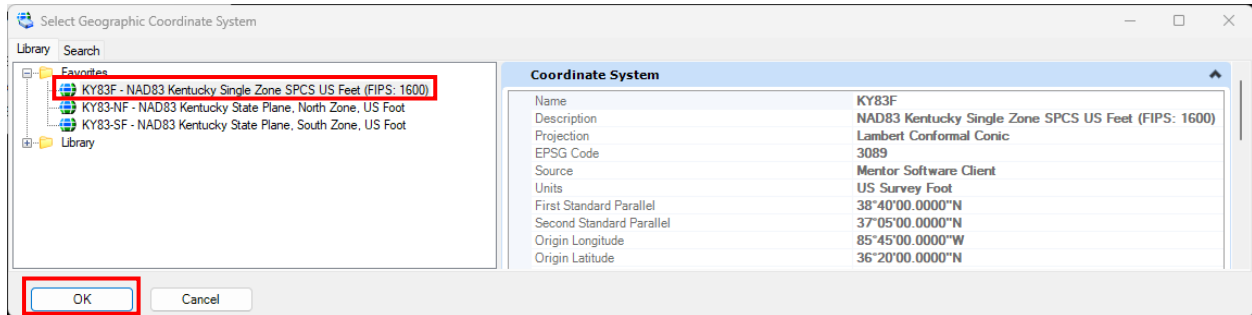 Select Geographic Coordinate System
Library Search
Favorites
KY83F - NAD83 Kentucky Single Zone SPCS US Feet (FIPS: 1600)
KY83-NF - NAD83 Kentucky State Plane, North Zone, US Foot
KY83-SF - NAD83 Kentucky State Plane, South Zone, US Foot
Library
Coordinate System
Name KY83F
Description NAD83 Kentucky Single Zone SPCS US Feet (FIPS: 1600)
Projection Lambert Conformal Conic
EPSG Code 3089
Source Mentor Software Client
Units US Survey Foot
First Standard Parallel 38°40'00.0000"N
Second Standard Parallel 37°05'00.0000"N
Origin Longitude 85°45'00.0000"W
Origin Latitude 36°20'00.0000"N
OK Cancel